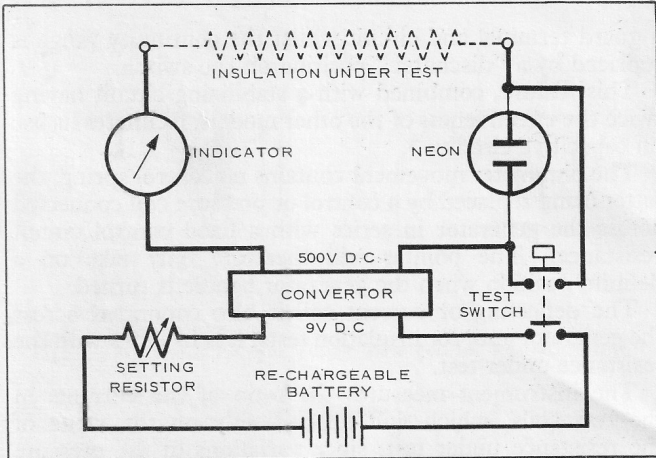 INSULATION UNDER TEST
INDICATOR
NEON
500V D.C.
CONVERTOR
9V D.C
TEST
SWITCH
SETTING
RESISTOR
RE-CHARGEABLE
BATTERY